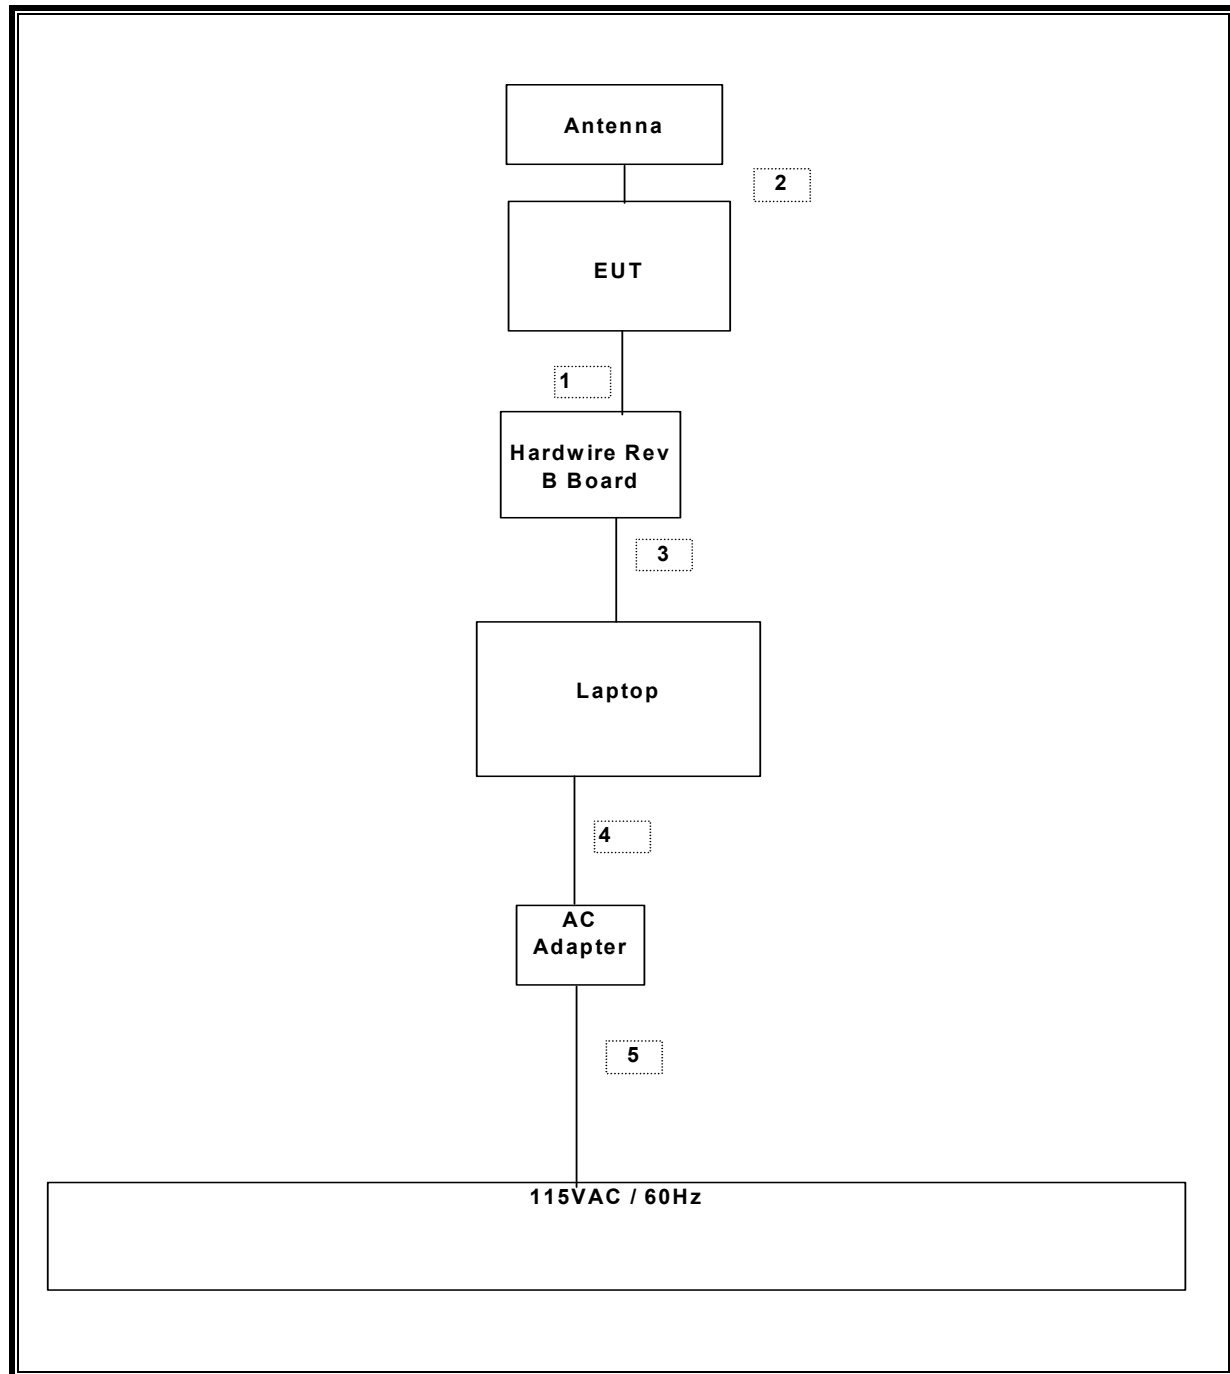 Antenna
2
EUT
1
Hardwire Rev
B Board
3
Laptop
4
AC
Adapter
5
115VAC / 60Hz